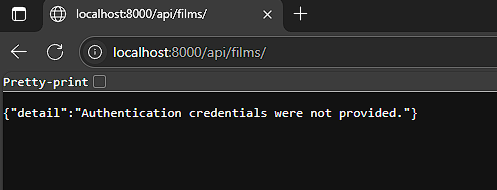 localhost:8000/api/films/
localhost:8000/api/films/
Pretty-print
{"detail":"Authentication credentials were not provided."}